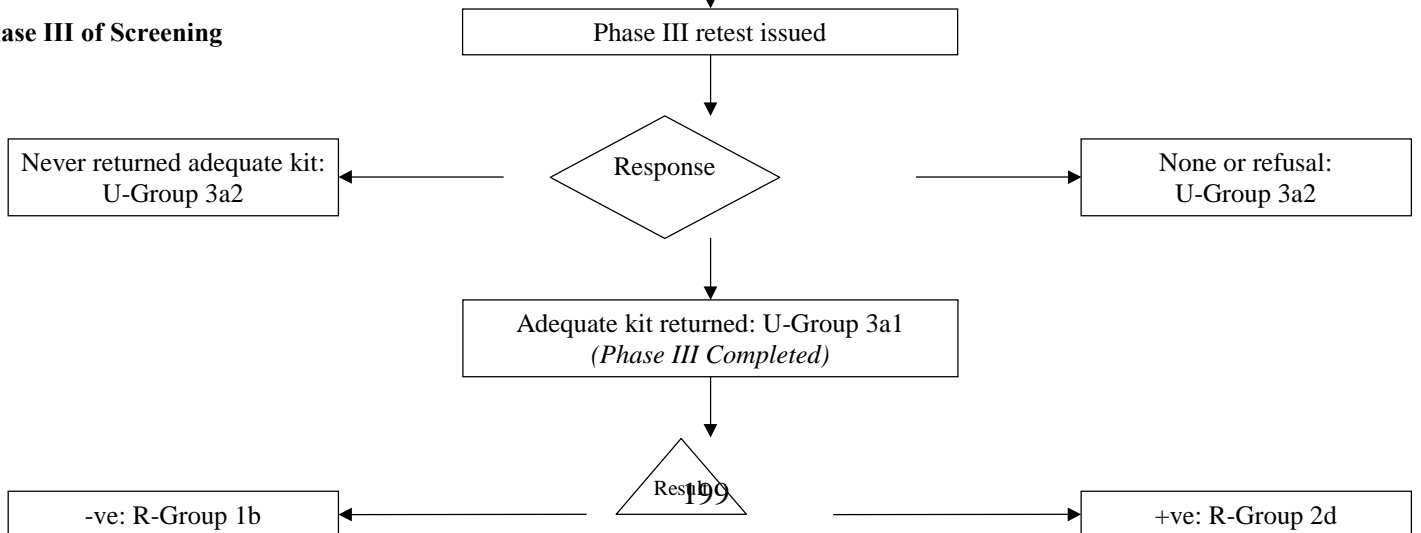 ase III of Screening
Phase III retest issued
Never returned adequate kit:
U-Group 3a2
Response
None or refusal:
U-Group 3a2
Adequate kit returned: U-Group 3a1
(Phase III Completed)
Result
199
-ve: R-Group 1b
+ve: R-Group 2d